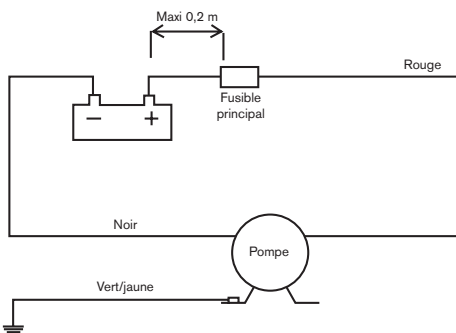 Maxi 0,2 m
Rouge
Fusible
principal
− +
Noir
Pompe
Vert/jaune